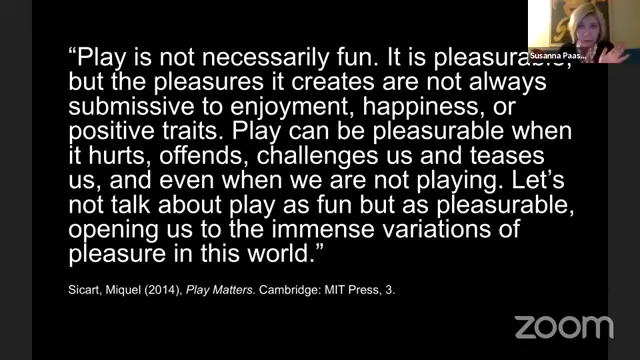 Susanna Paas...
“Play is not necessarily fun. It is pleasurable,
but the pleasures it creates are not always
submissive to enjoyment, happiness, or
positive traits. Play can be pleasurable when
it hurts, offends, challenges us and teases
us, and even when we are not playing. Let’s
not talk about play as fun but as pleasurable,
opening us to the immense variations of
pleasure in this world.”
Sicart, Miquel (2014), Play Matters. Cambridge: MIT Press, 3.
zoom